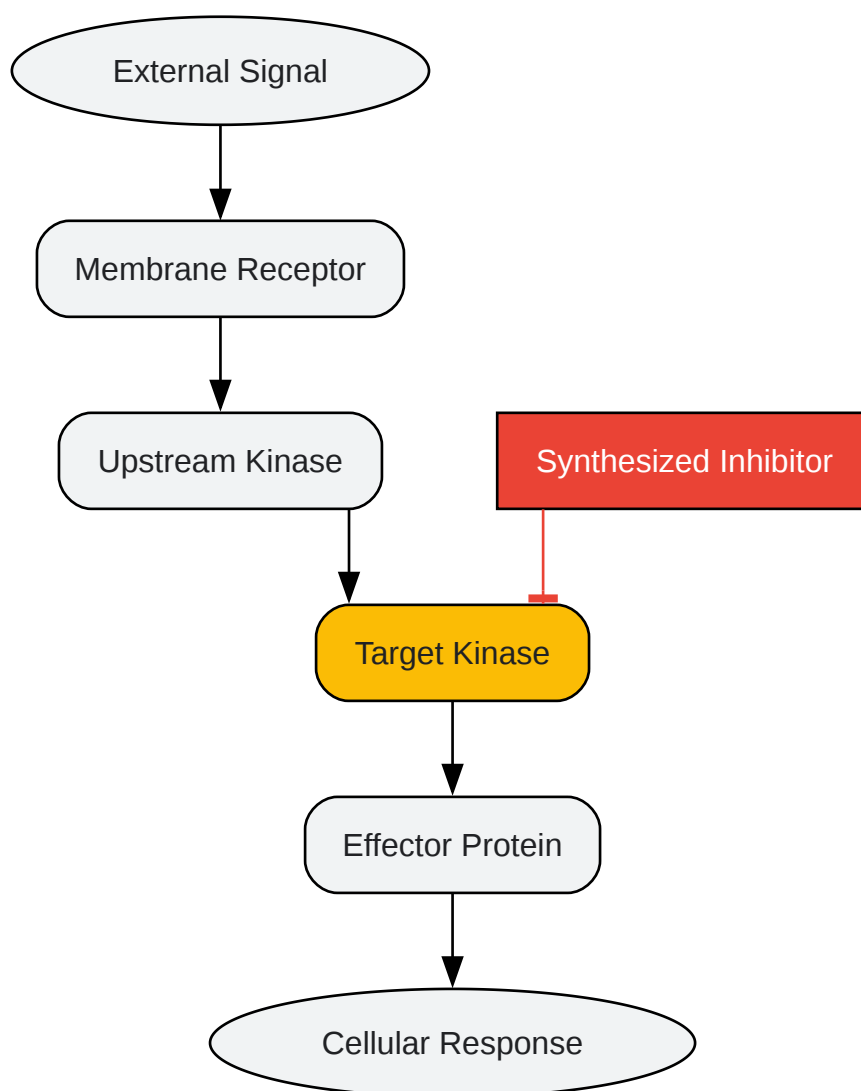 External Signal
Membrane Receptor
Upstream Kinase
Synthesized Inhibitor
Target Kinase
Effector Protein
Cellular Response